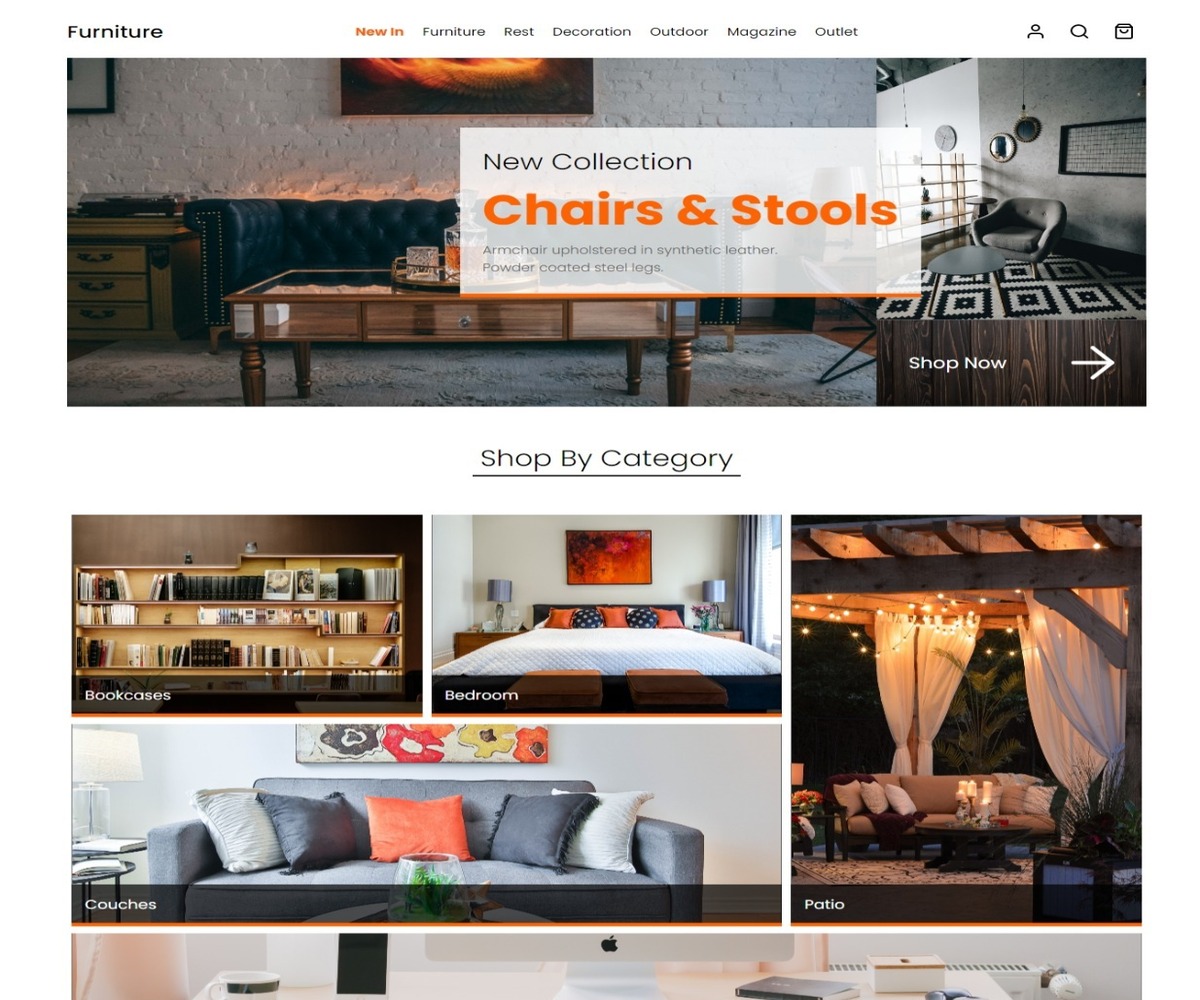 Furniture
New In Furniture Rest Decoration Outdoor Magazine Outlet
New Collection
Chairs & Stools
Armchair upholstered in synthetic leather.
Powder coated steel legs.
Shop Now
Shop By Category
Bookcases
Bedroom
Couches
Patio